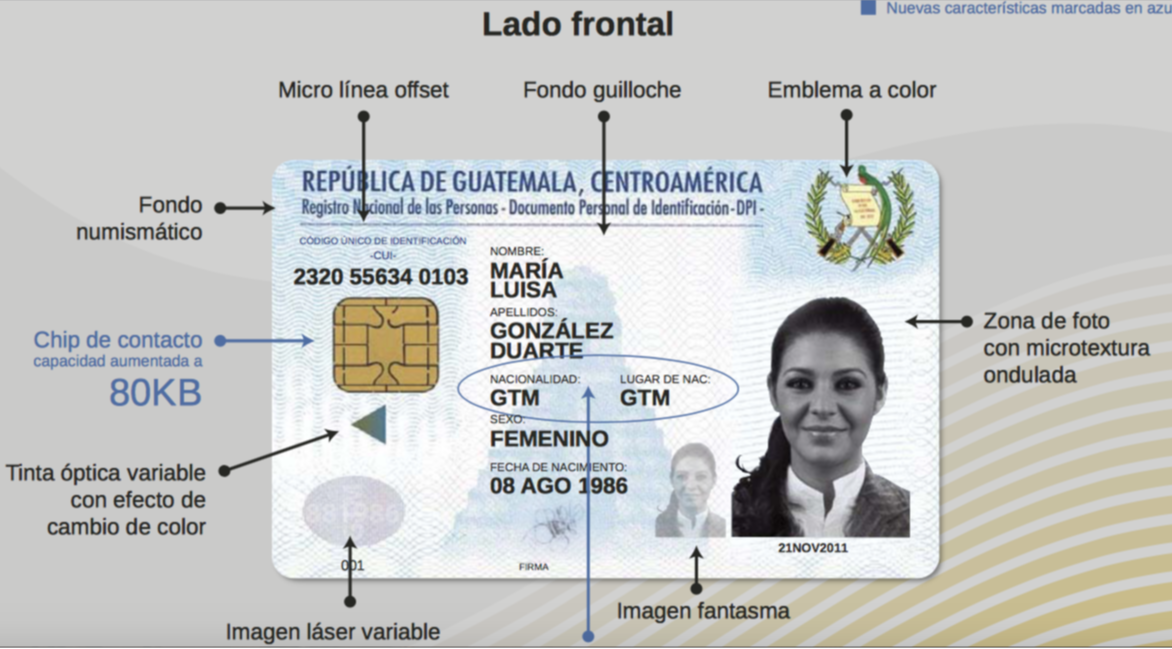 Nuevas características marcadas en azu
Lado frontal
Micro línea offset
Fondo guilloche
Emblema a color
Fondo
numismático
REPÚBLICA DE GUATEMALA, CENTROAMÉRICA
Registro Nacional de las Personas - Documento Personal de Identificación -DPI -
CÓDIGO ÚNICO DE IDENTIFICACIÓN
-CUI-
2320 55634 0103
NOMBRE:
MARÍA
LUISA
APELLIDOS:
GONZÁLEZ
DUARTE
NACIONALIDAD: LUGAR DE NAC:
GTM GTM
SEXO:
FEMENINO
FECHA DE NACIMIENTO:
08 AGO 1986
21NOV2011
001
FIRMA
Chip de contacto
capacidad aumentada a
80KB
Zona de foto
con microtextura
ondulada
Tinta óptica variable
con efecto de
cambio de color
Imagen láser variable
Imagen fantasma